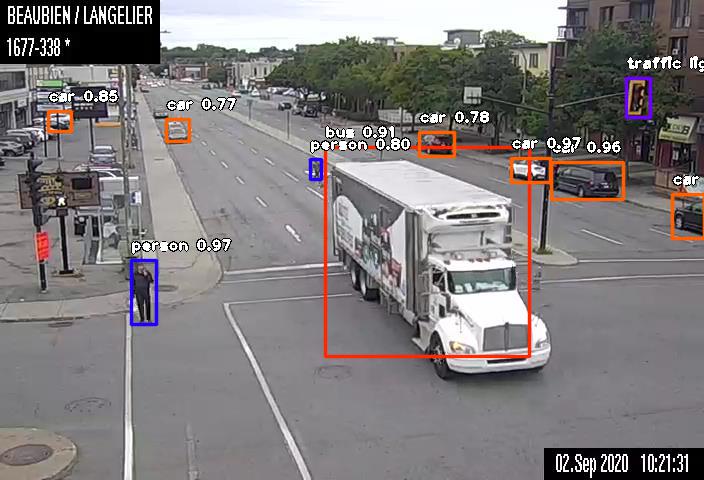 BEAUBIEN / LANGELIER
1677-338 *
traffic lig
car 0.85
car 0.77
car 0.78
bus 0.91
person 0.80
car 0.97
car 0.96
car
person 0.97
02.Sep 2020 10:21:31